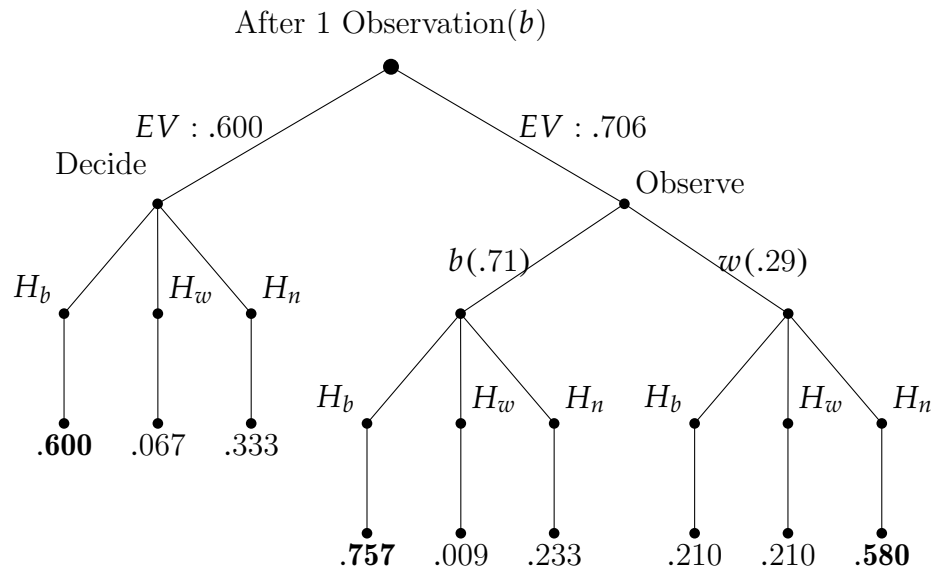 After 1 Observation(b)
EV : .600 EV : .706
Decide
Observe
b(.71) w(.29)
H_b H_w H_n
H_b H_w H_n H_b H_w H_n
.600 .067 .333
.757 .009 .233 .210 .210 .580